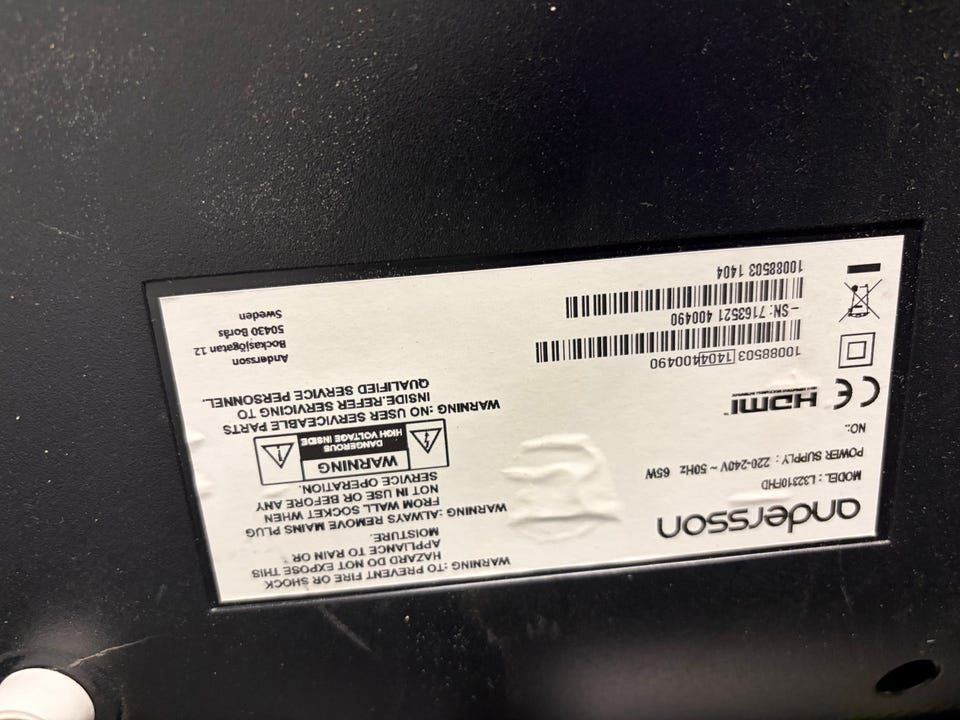 andersson
MODEL : L32310FHD
POWER SUPPLY : 220-240V ~ 50Hz 65W
NO.:
CE HDMI
10088503 1404400490
-SN: 7163521 400490
10088503 1404
WARNING :TO PREVENT FIRE OR SHOCK
HAZARD DO NOT EXPOSE THIS
APPLIANCE TO RAIN OR
MOISTURE.
WARNING :ALWAYS REMOVE MAINS PLUG
FROM WALL SOCKET WHEN
NOT IN USE OR BEFORE ANY
SERVICE OPERATION.
WARNING
DANGEROUS
HIGH VOLTAGE INSIDE
WARNING :NO USER SERVICEABLE PARTS
INSIDE.REFER SERVICING TO
QUALIFIED SERVICE PERSONNEL.
Andersson
Bockasjögatan 12
50430 Borås
Sweden